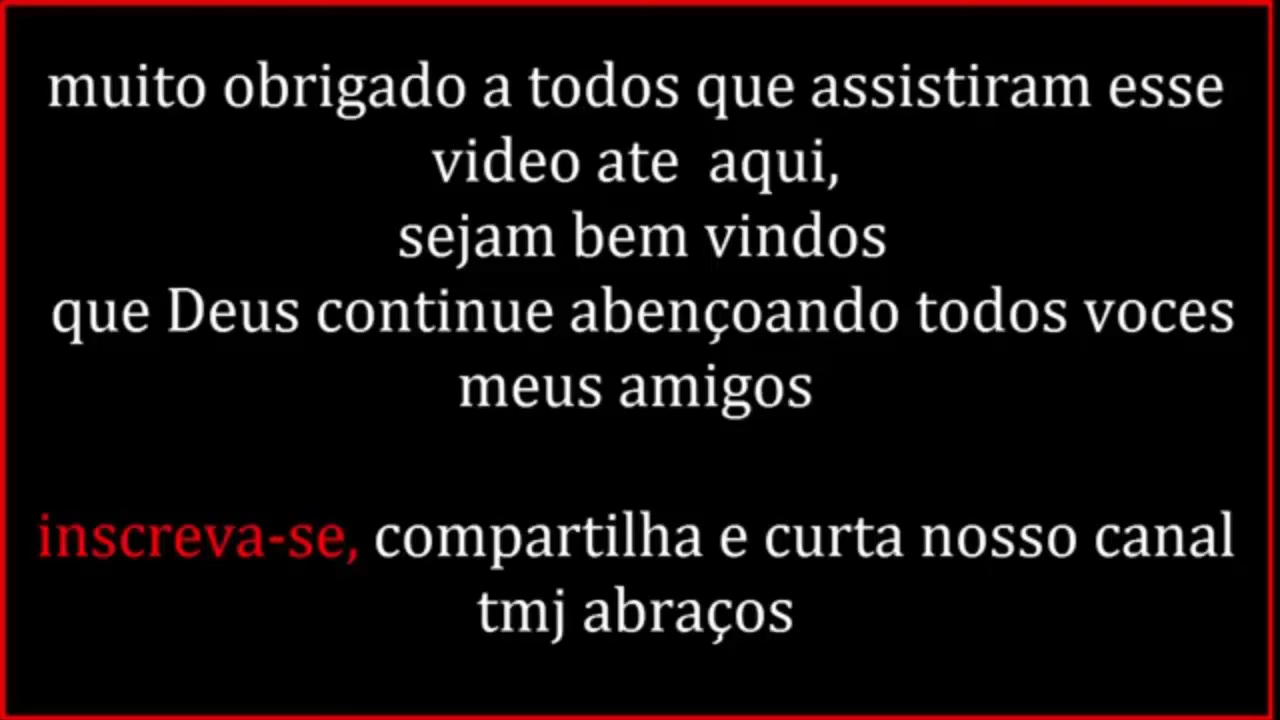 muito obrigado a todos que assistiram esse
video ate  aqui,
sejam bem vindos
que Deus continue abençoando todos voces
meus amigos
inscreva-se, compartilha e curta nosso canal
tmj abraços